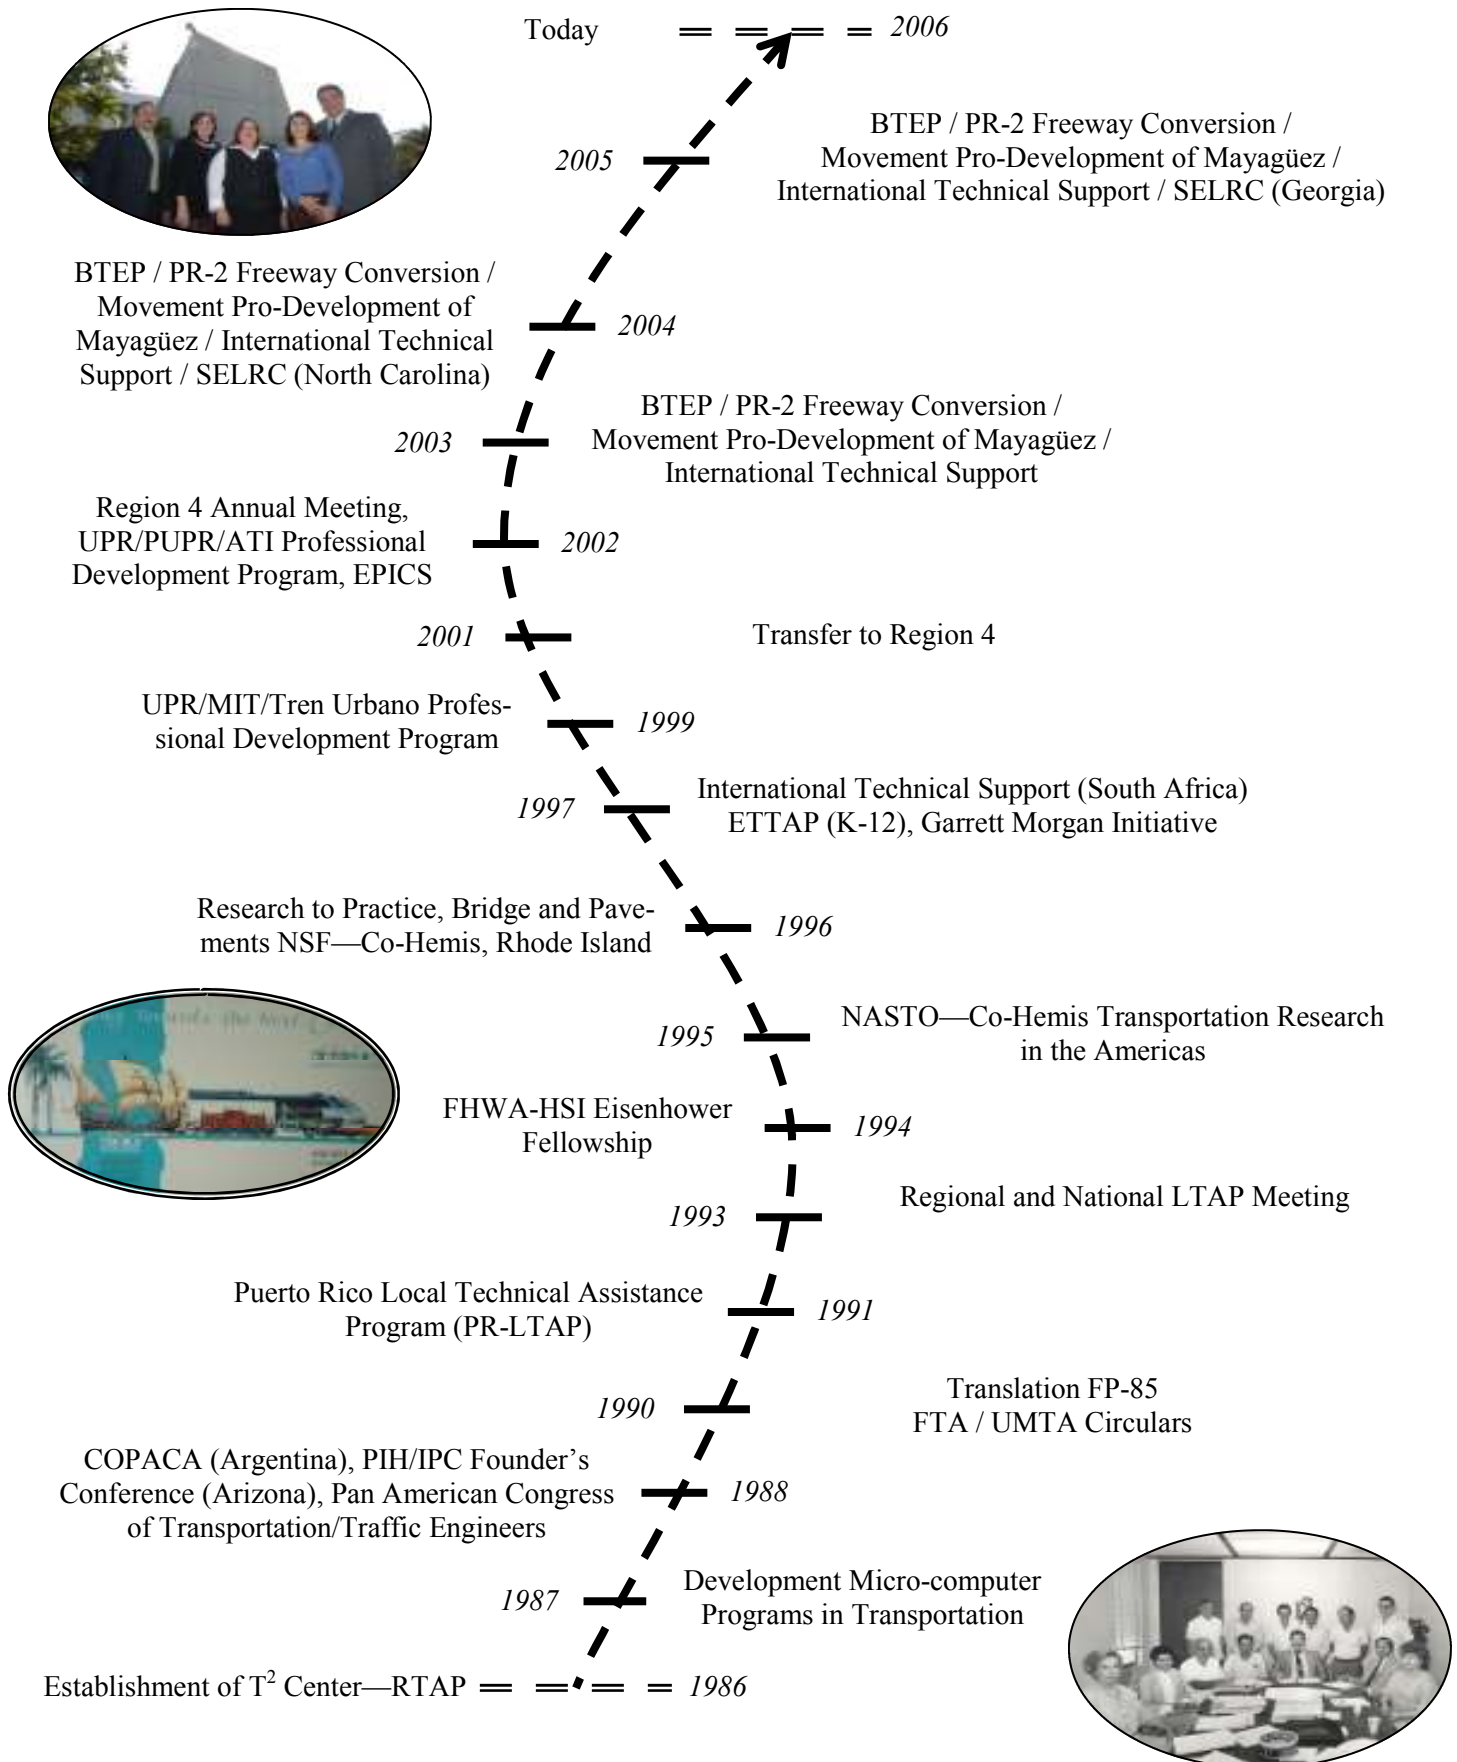 Today
2006
2005
BTEP / PR-2 Freeway Conversion /
Movement Pro-Development of Mayagüez /
International Technical Support / SELRC (Georgia)
BTEP / PR-2 Freeway Conversion /
Movement Pro-Development of
Mayagüez / International Technical
Support / SELRC (North Carolina)
2004
2003
BTEP / PR-2 Freeway Conversion /
Movement Pro-Development of Mayagüez /
International Technical Support
Region 4 Annual Meeting,
UPR/PUPR/ATI Professional
Development Program, EPICS
2002
2001
Transfer to Region 4
UPR/MIT/Tren Urbano Profes-
sional Development Program
1999
1997
International Technical Support (South Africa)
ETTAP (K-12), Garrett Morgan Initiative
Research to Practice, Bridge and Pave-
ments NSF—Co-Hemis, Rhode Island
1996
1995
NASTO—Co-Hemis Transportation Research
in the Americas
FHWA-HSI Eisenhower
Fellowship
1994
1993
Regional and National LTAP Meeting
Puerto Rico Local Technical Assistance
Program (PR-LTAP)
1991
1990
Translation FP-85
FTA / UMTA Circulars
COPACA (Argentina), PIH/IPC Founder’s
Conference (Arizona), Pan American Congress
of Transportation/Traffic Engineers
1988
1987
Development Micro-computer
Programs in Transportation
Establishment of T² Center—RTAP
1986